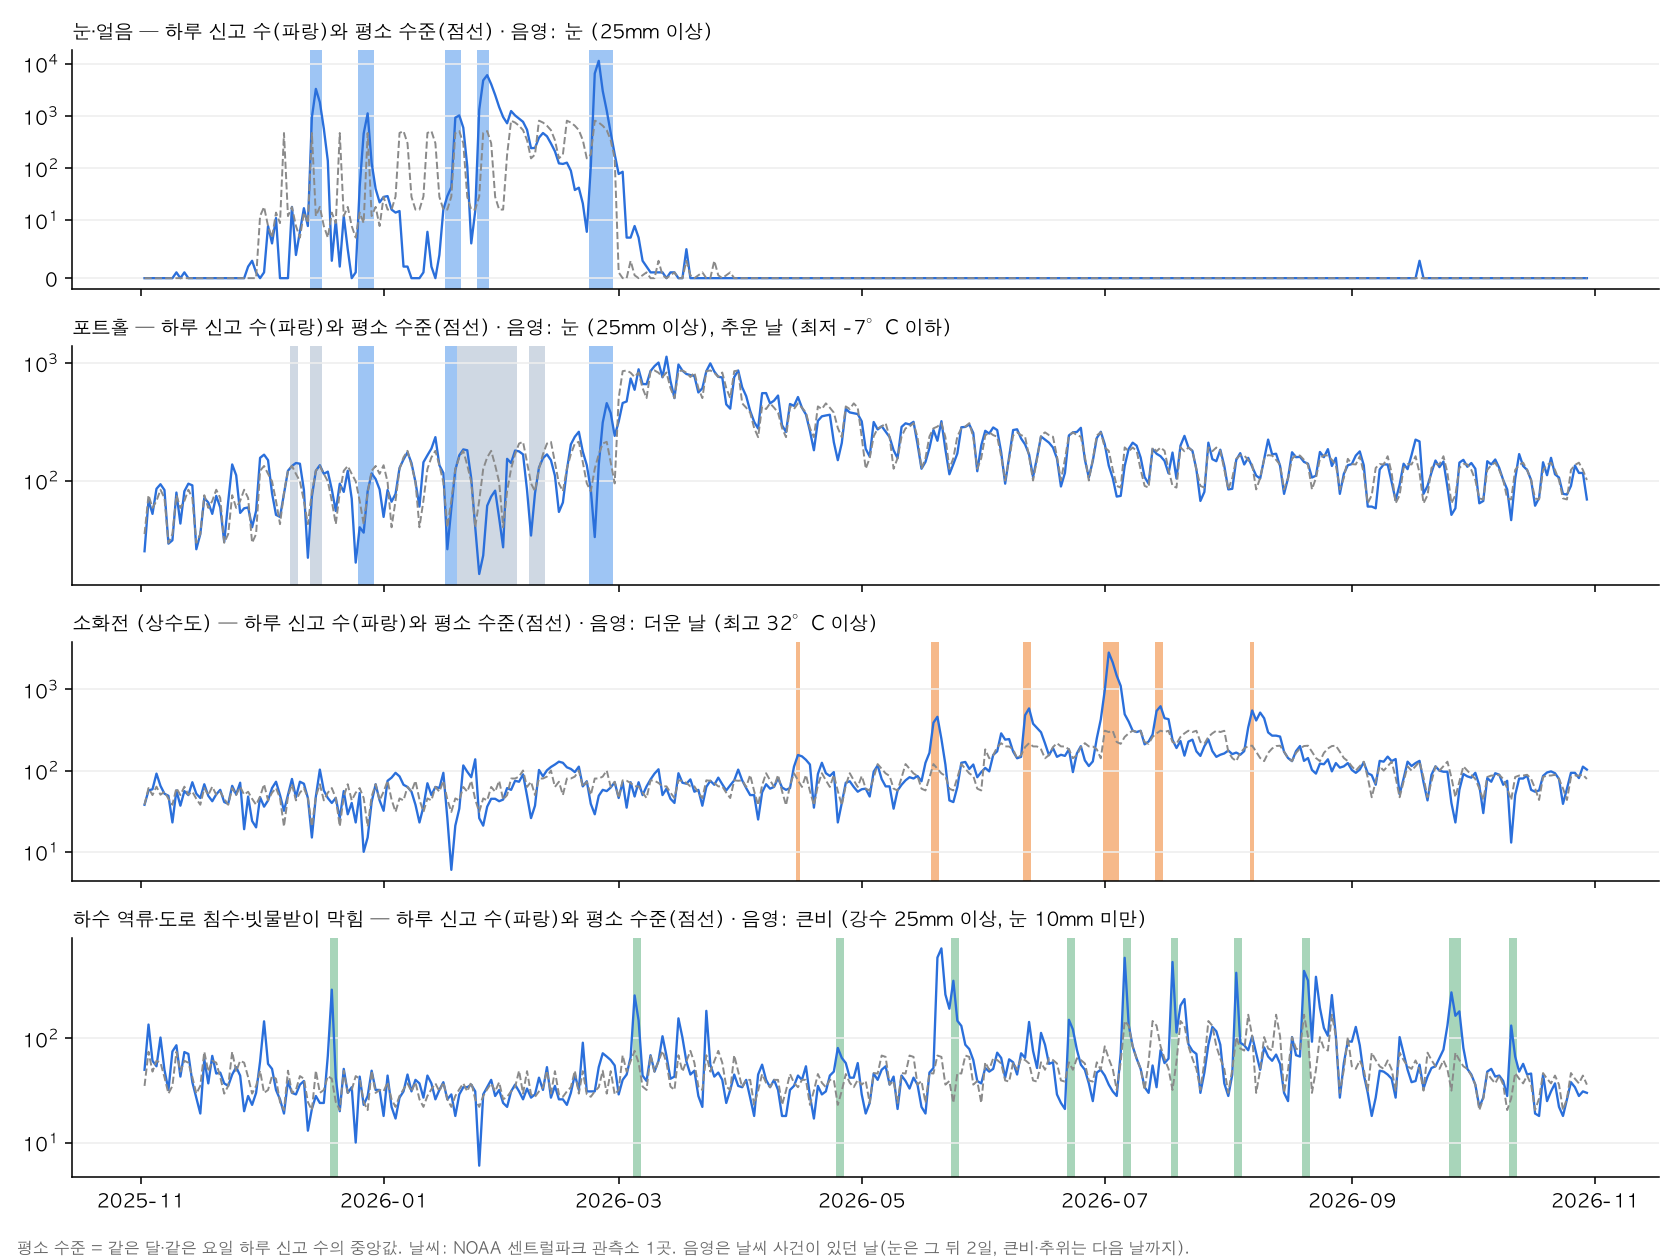 눈·얼음 — 하루 신고 수(파랑)와 평소 수준(점선) · 음영: 눈 (25mm 이상)
10⁴
10³
10²
10¹
0
포트홀 — 하루 신고 수(파랑)와 평소 수준(점선) · 음영: 눈 (25mm 이상), 추운 날 (최저 -7°C 이하)
10³
10²
소화전 (상수도) — 하루 신고 수(파랑)와 평소 수준(점선) · 음영: 더운 날 (최고 32°C 이상)
10³
10²
10¹
하수 역류·도로 침수·빗물받이 막힘 — 하루 신고 수(파랑)와 평소 수준(점선) · 음영: 큰비 (강수 25mm 이상, 눈 10mm 미만)
10²
10¹
2025-11 2026-01 2026-03 2026-05 2026-07 2026-09 2026-11
평소 수준 = 같은 달·같은 요일 하루 신고 수의 중앙값. 날씨: NOAA 센트럴파크 관측소 1곳. 음영은 날씨 사건이 있던 날(눈은 그 뒤 2일, 큰비·추위는 다음 날까지).